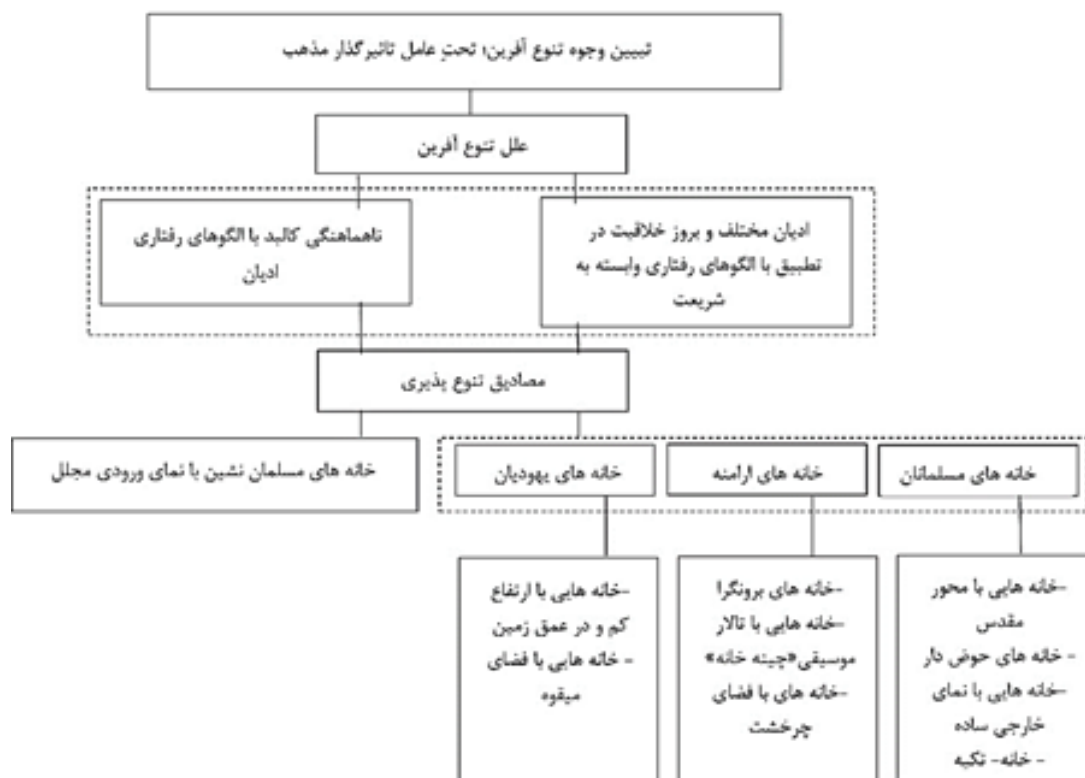 تبیین وجوه تنوع آفرین؛ تحتِ عامل تاثیرگذار مذهب
علل تنوع آفرین
ادیان مختلف و بروز خلاقیت در
تطبیق با الگوهای رفتاری وابسته به
شریعت
ناهماهنگی کالبد با الگوهای رفتاری
ادیان
مصادیق تنوع پذیری
خانه های مسلمانان
خانه های ارامنه
خانه های یهودیان
خانه های مسلمان نشین با نمای ورودی مجلل
-خانه هایی با محور
مقدس
- خانه های حوض دار
-خانه هایی با نمای
خارجی ساده
- خانه- تکیه
-خانه های برونگرا
-خانه هایی با تالار
موسیقی«چینه خانه»
-خانه های با فضای
چرخشت
-خانه هایی با ارتفاع
کم و در عمق زمین
- خانه هایی با فضای
میقوه